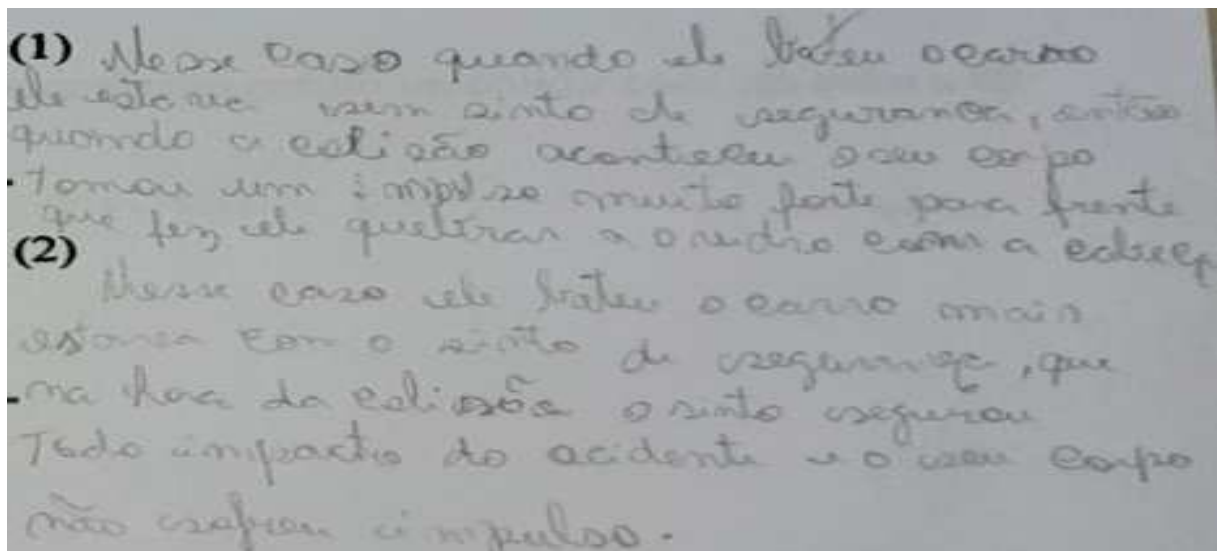 (1) Nesse caso quando ele bateu o carro
ele estava sem sinto de segurança, então
quando a colisão aconteceu o seu corpo
tomou um impulso muito forte para frente
que fez ele quebrar o vidro com a cabeça
(2)
Nesse caso ele bateu o carro mais
estava com o sinto de segurança, que
na hora da colisão o sinto segurou
Todo impacto do acidente e o seu corpo
não sofreu impulso.